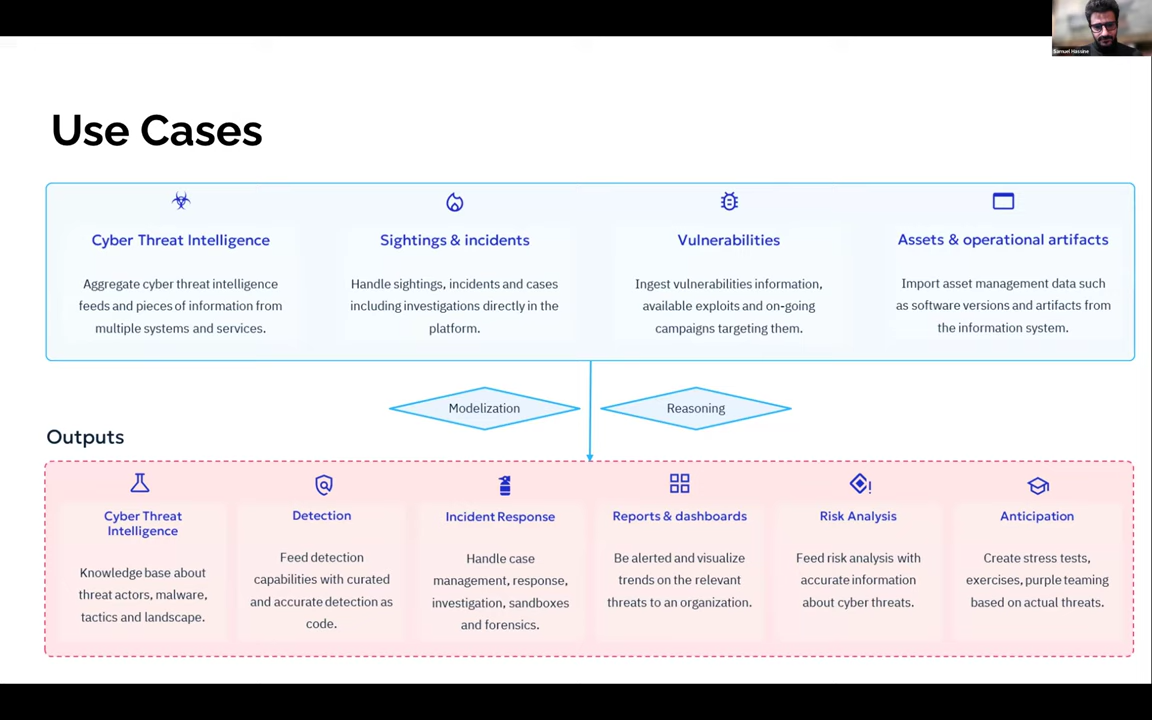 Samuel Hassine
Use Cases
Cyber Threat Intelligence
Aggregate cyber threat intelligence
feeds and pieces of information from
multiple systems and services.
Sightings & incidents
Handle sightings, incidents and cases
including investigations directly in the
platform.
Vulnerabilities
Ingest vulnerabilities information,
available exploits and on-going
campaigns targeting them.
Assets & operational artifacts
Import asset management data such
as software versions and artifacts from
the information system.
Modelization
Reasoning
Outputs
Cyber Threat
Intelligence
Knowledge base about
threat actors, malware,
tactics and landscape.
Detection
Feed detection
capabilities with curated
and accurate detection as
code.
Incident Response
Handle case
management, response,
investigation, sandboxes
and forensics.
Reports & dashboards
Be alerted and visualize
trends on the relevant
threats to an organization.
Risk Analysis
Feed risk analysis with
accurate information
about cyber threats.
Anticipation
Create stress tests,
exercises, purple teaming
based on actual threats.